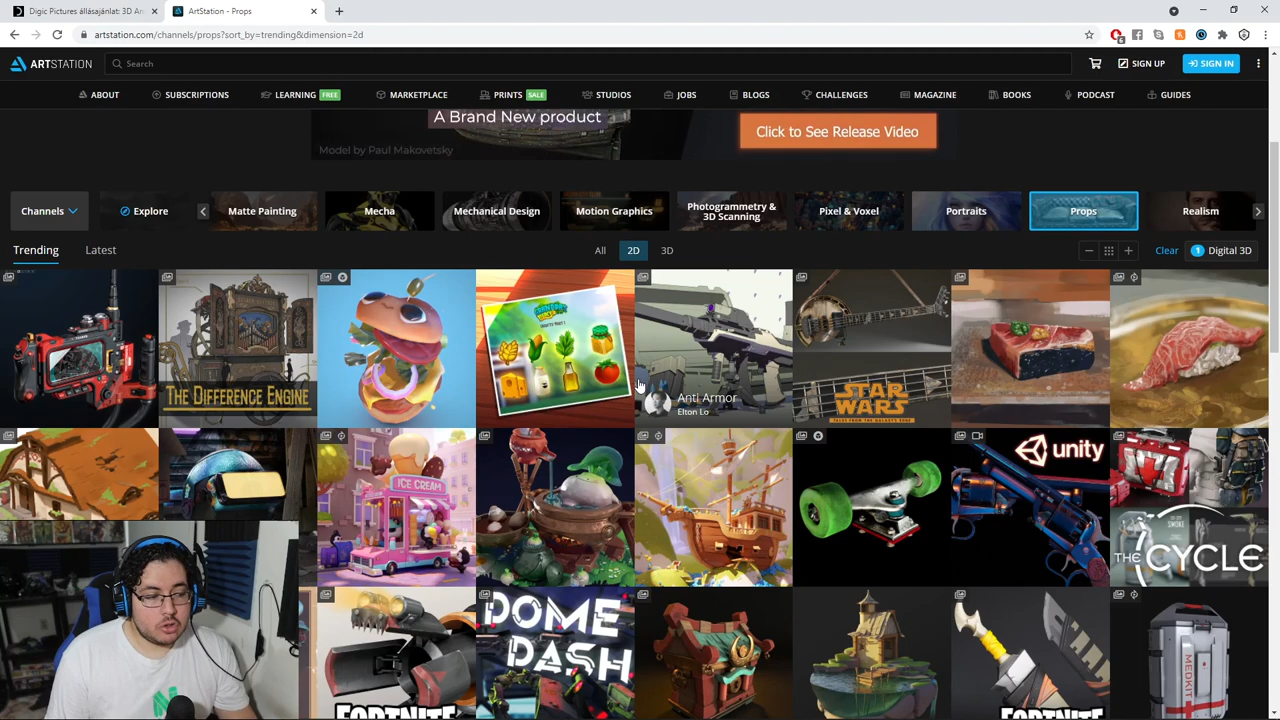 Digic Pictures állásajánlat: 3D Ar
ArtStation - Props
artstation.com/channels/props?sort_by=trending&dimension=2d
6
ARTSTATION
Search
SIGN UP
SIGN IN
ABOUT
SUBSCRIPTIONS
LEARNING FREE
MARKETPLACE
PRINTS SALE
STUDIOS
JOBS
BLOGS
CHALLENGES
MAGAZINE
BOOKS
PODCAST
GUIDES
A Brand New product
Model by Paul Makovetsky
Click to See Release Video
Channels
Explore
Matte Painting
Mecha
Mechanical Design
Motion Graphics
Photogrammetry &
3D Scanning
Pixel & Voxel
Portraits
Props
Realism
Trending
Latest
All
2D
3D
Clear
1 Digital 3D
THE DIFFERENCE ENGINE
Anti Armor
Elton Lo
STAR
WARS
ICE CREAM
unity
THE CYCLE
FORTNITE
DOME
DASH
FORTNITE
MEDKIT